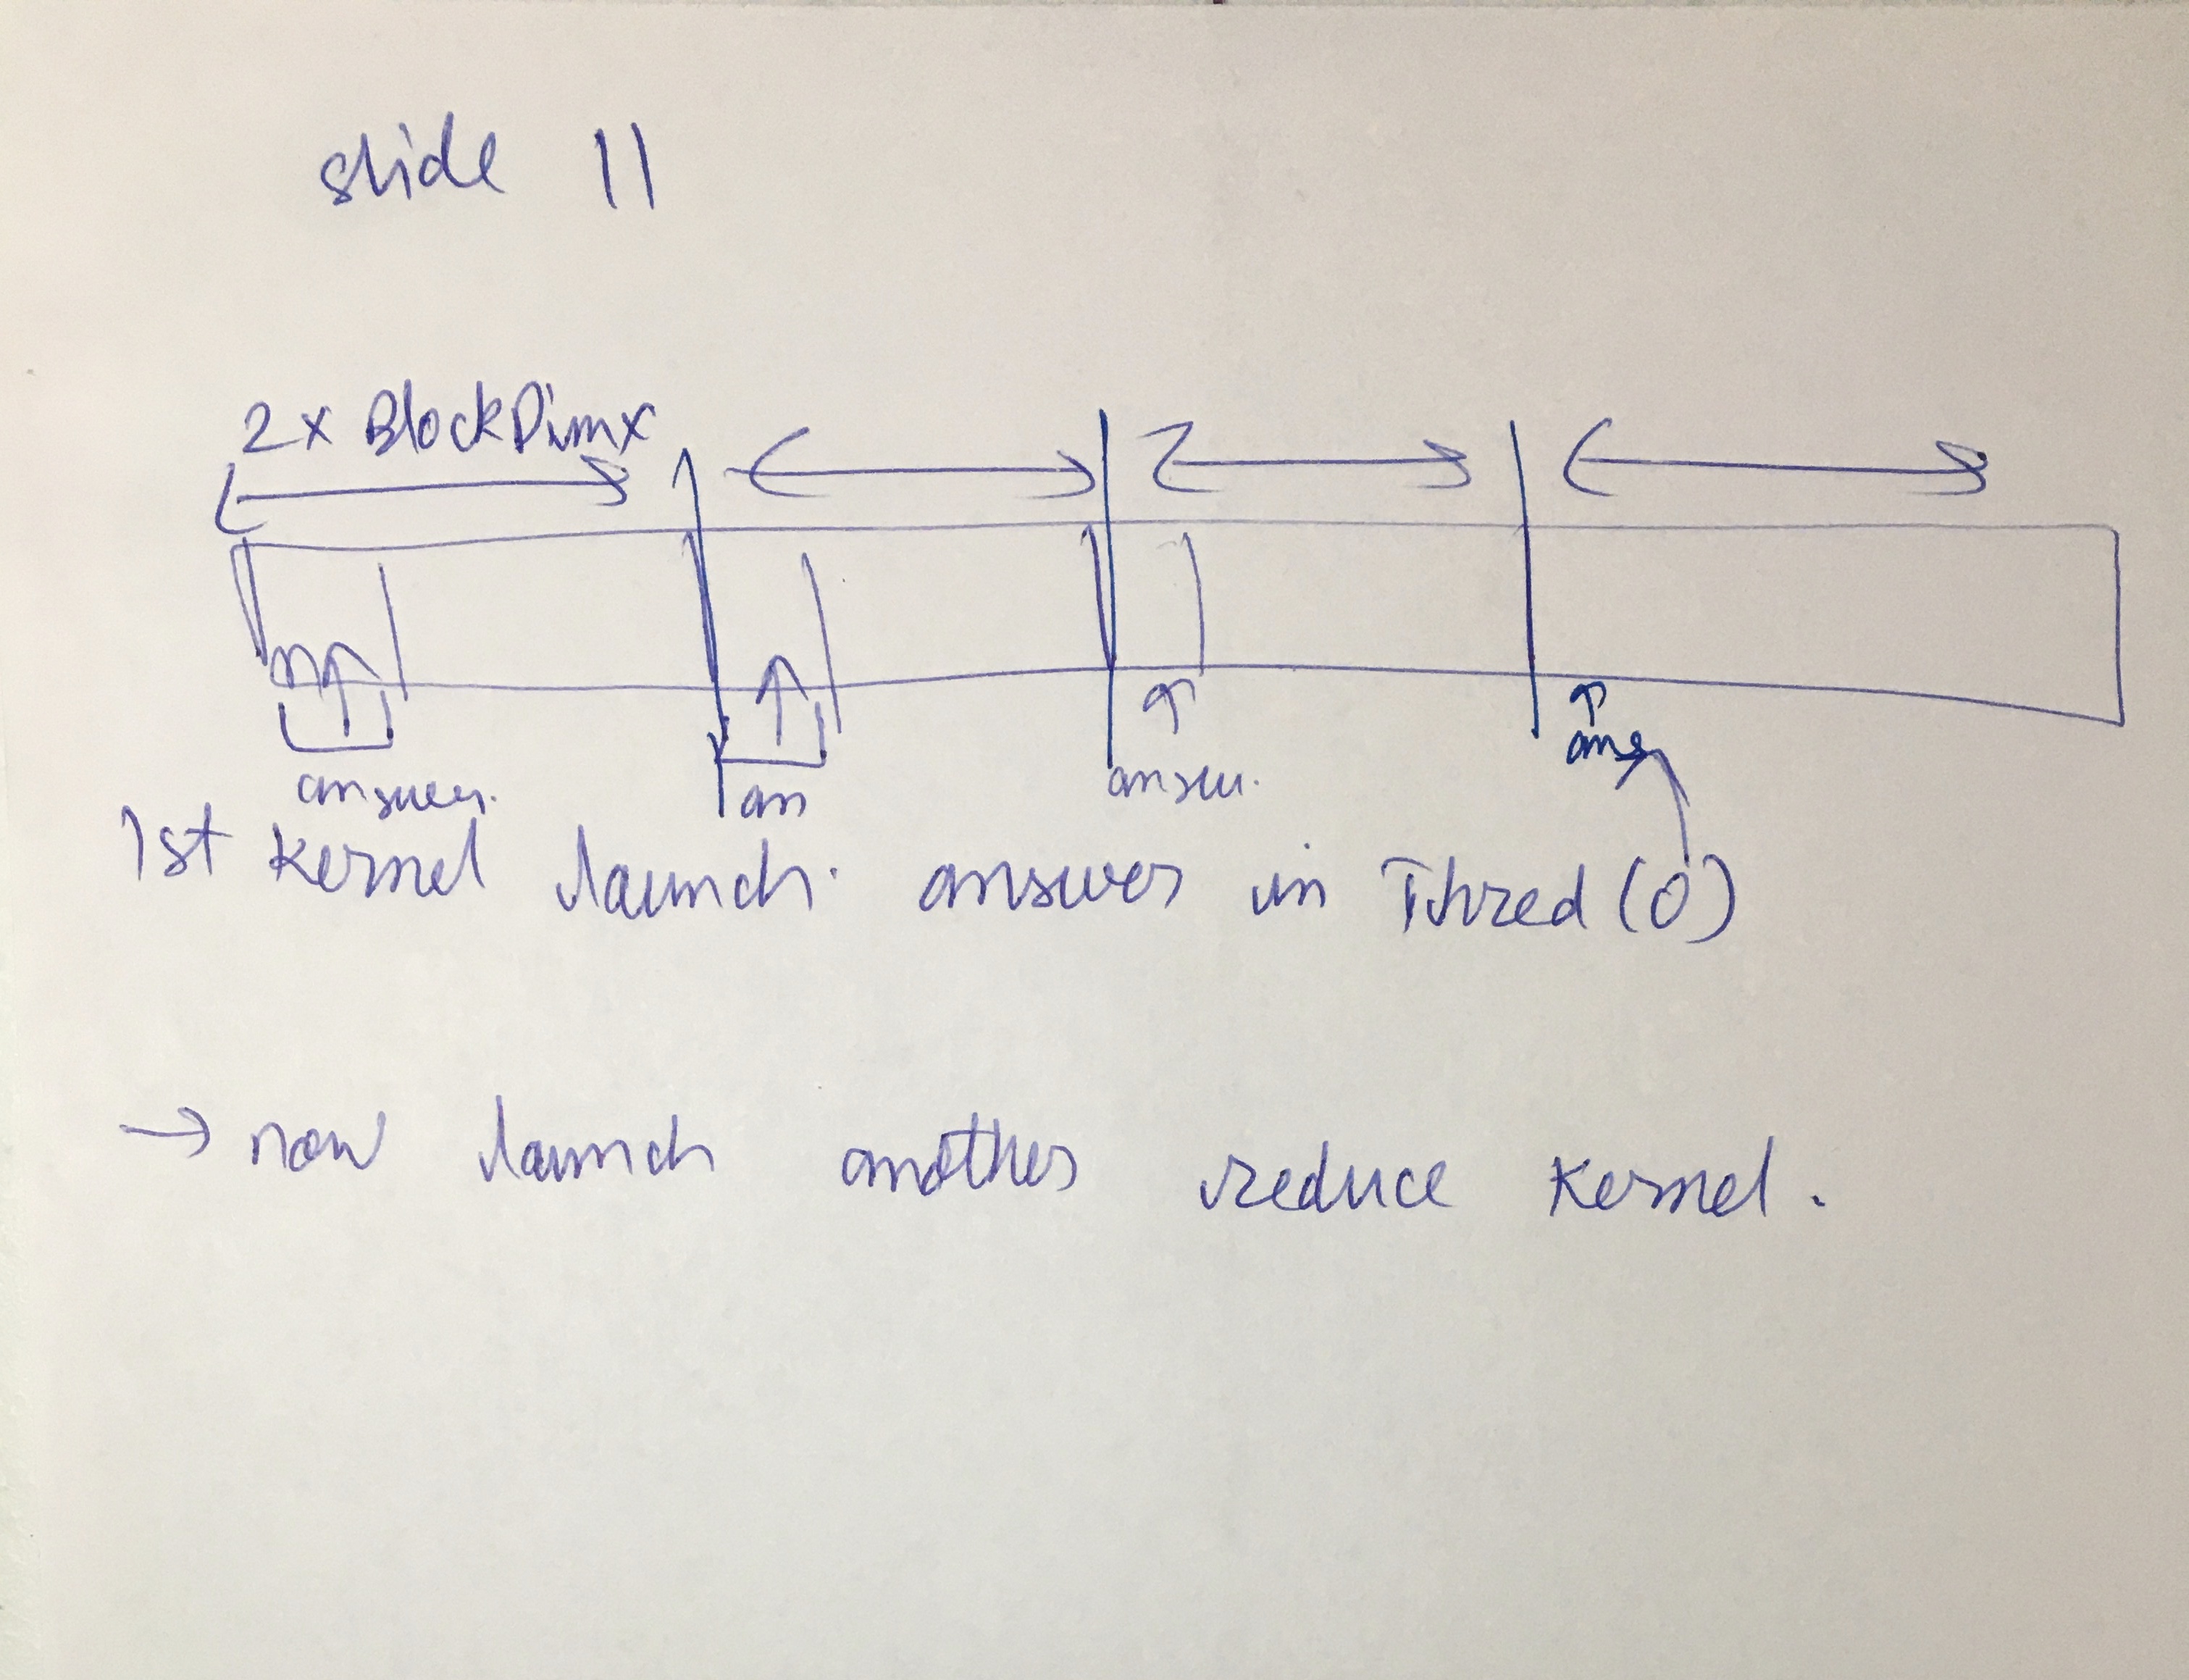 slide 11
2 x BlockDimx
answer. an answer. ans
1st kernel launch. answer in Thred (0)
→ now launch another reduce kernel.